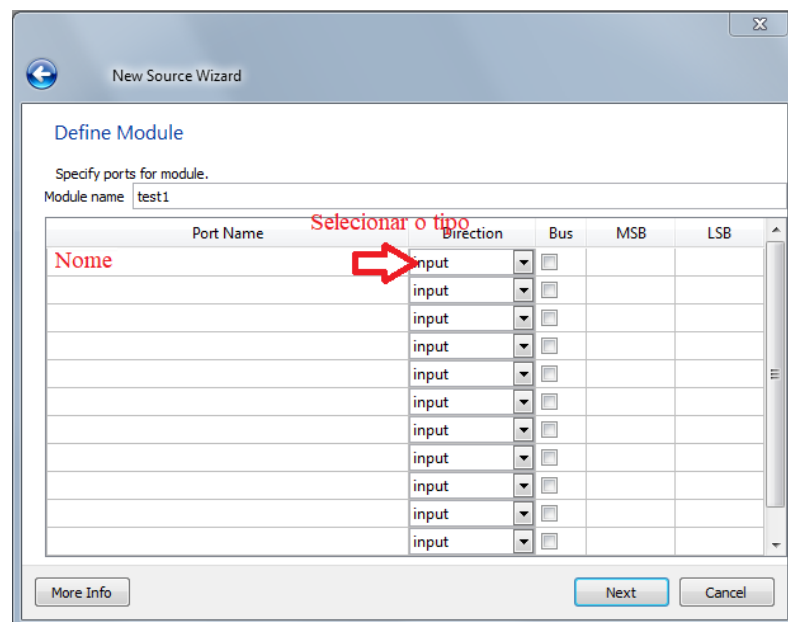 New Source Wizard
Define Module
Specify ports for module.
Module name test1
Selecionar o tipo
Port Name Direction Bus MSB LSB
Nome input
input
input
input
input
input
input
input
input
input
input
More Info Next Cancel